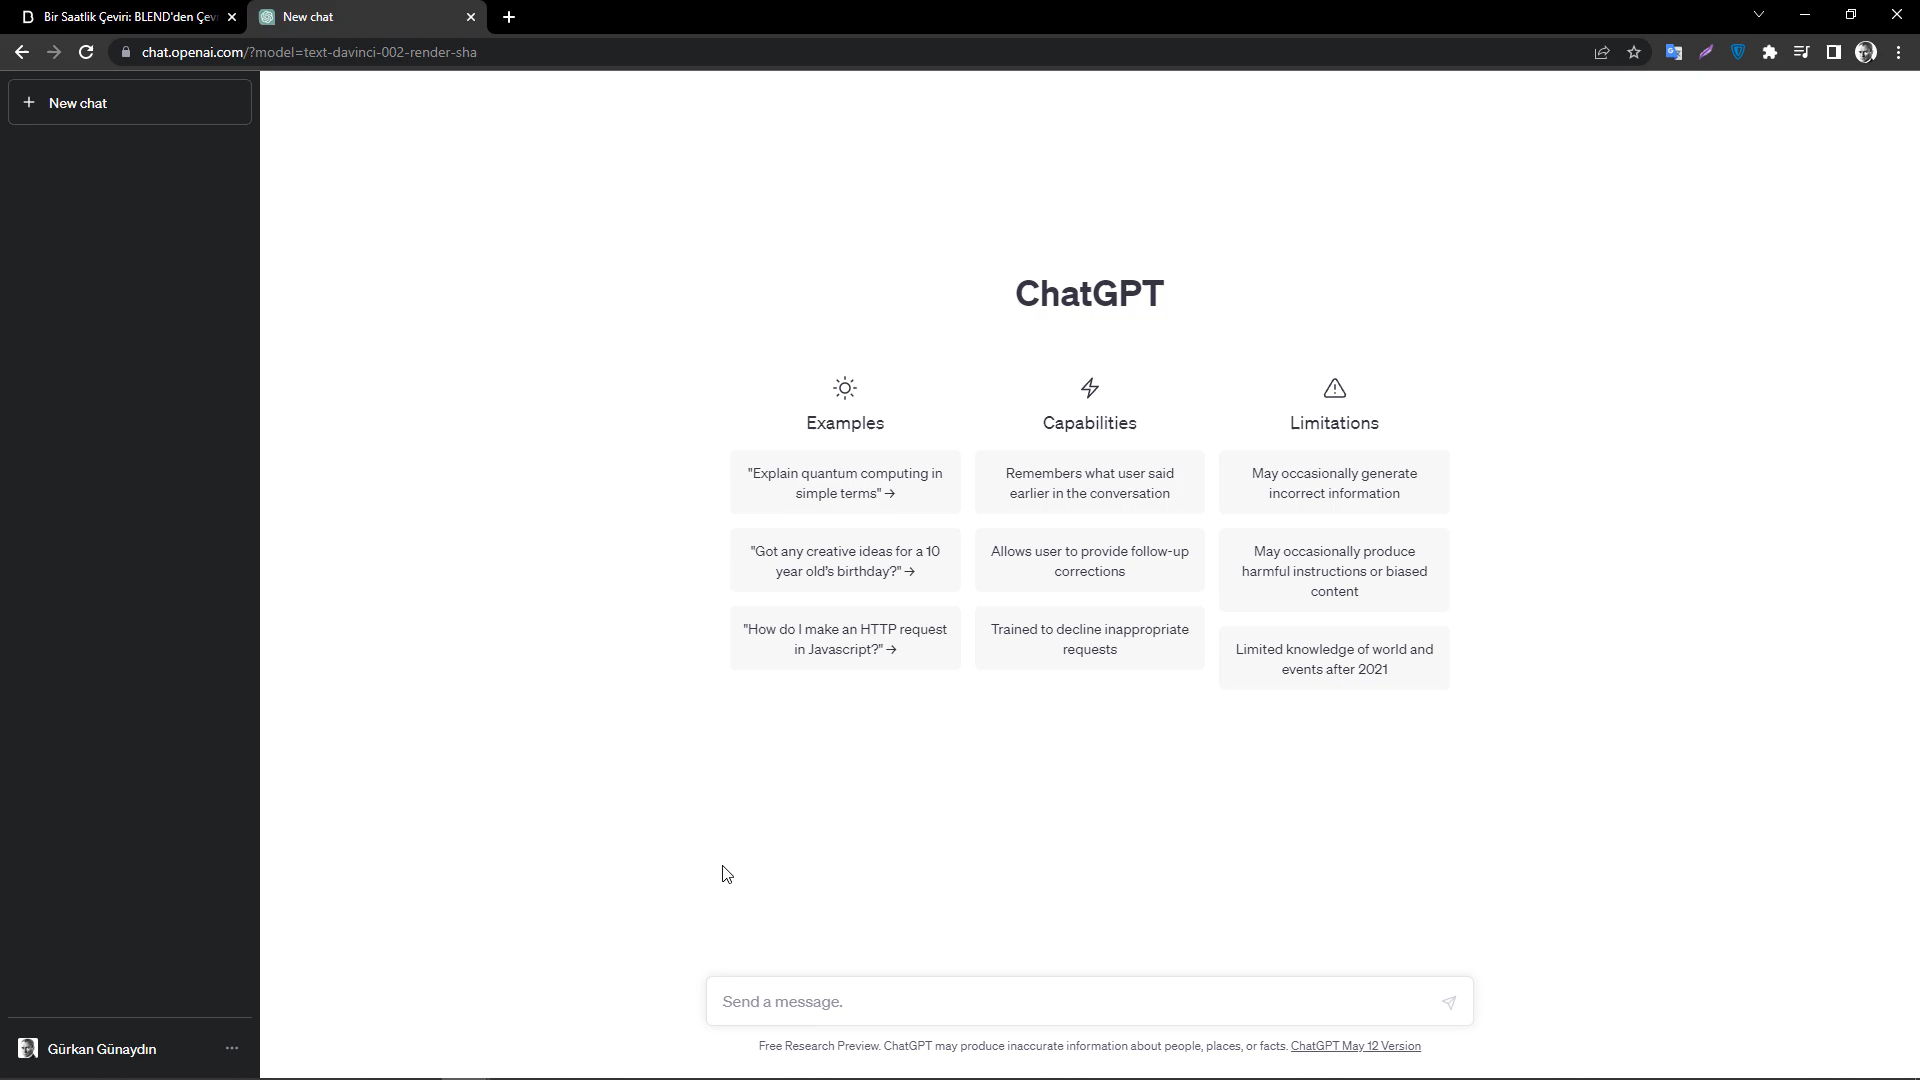 Bir Saatlik Çeviri: BLEND'den Çev
New chat
chat.openai.com/?model=text-davinci-002-render-sha
New chat
ChatGPT
Examples
"Explain quantum computing in
simple terms" →
"Got any creative ideas for a 10
year old's birthday?" →
"How do I make an HTTP request
in Javascript?" →
Capabilities
Remembers what user said
earlier in the conversation
Allows user to provide follow-up
corrections
Trained to decline inappropriate
requests
Limitations
May occasionally generate
incorrect information
May occasionally produce
harmful instructions or biased
content
Limited knowledge of world and
events after 2021
Send a message.
Free Research Preview. ChatGPT may produce inaccurate information about people, places, or facts. ChatGPT May 12 Version
Gürkan Günaydın